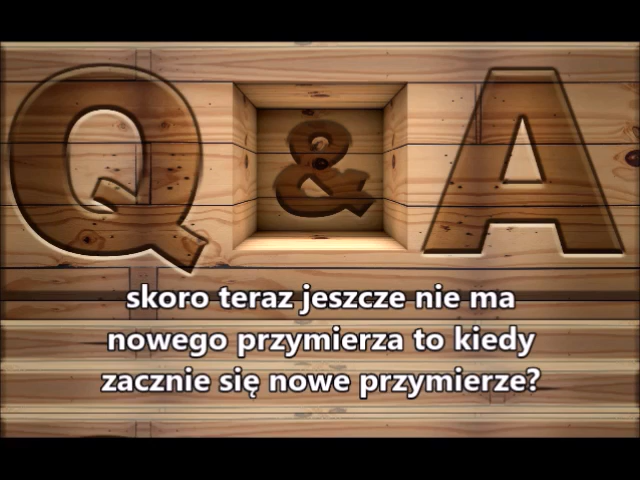 Q & A
skoro teraz jeszcze nie ma
nowego przymierza to kiedy
zacznie się nowe przymierze?